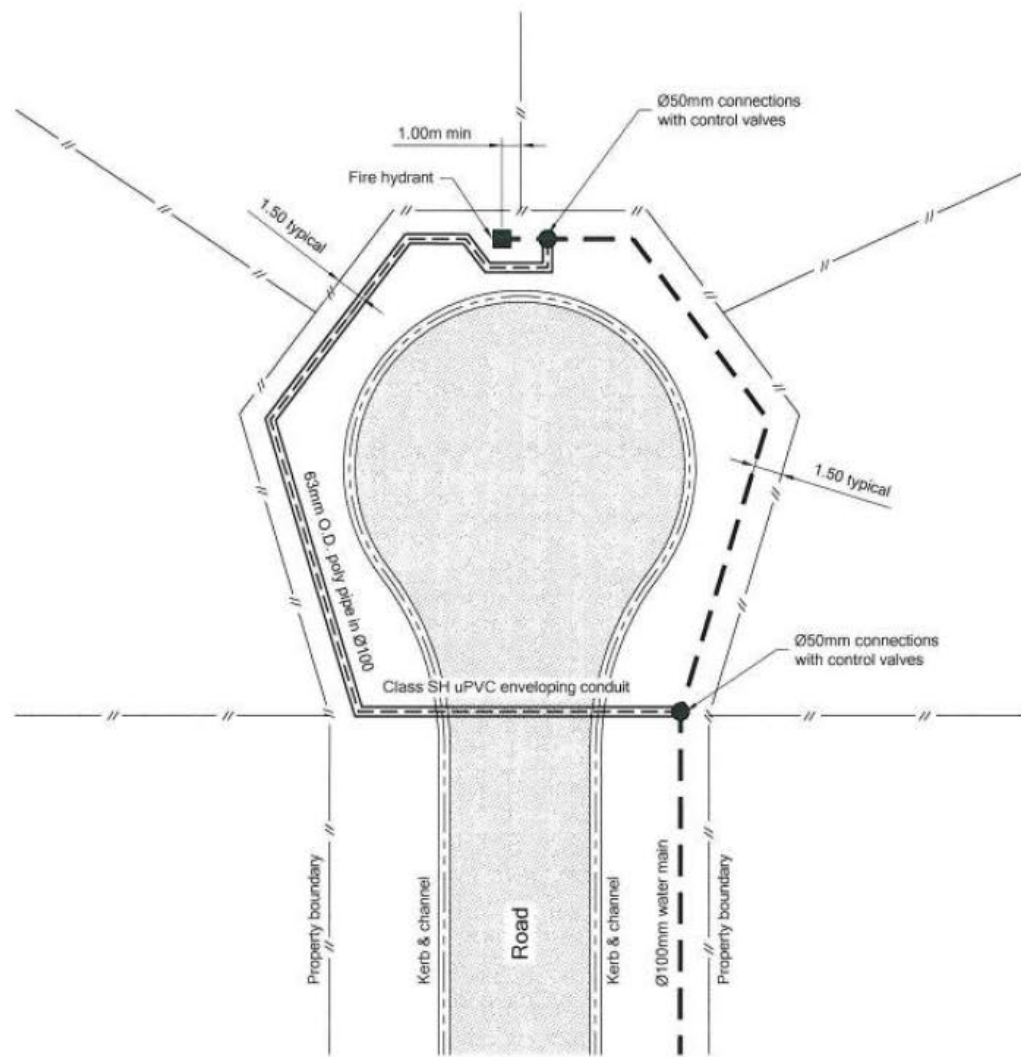 Ø50mm connections
with control valves
1.00m min
Fire hydrant
1.50 typical
1.50 typical
63mm O.D. poly pipe in Ø100
Class SH uPVC enveloping conduit
Ø50mm connections
with control valves
Property boundary
Kerb & channel
Road
Kerb & channel
Ø100mm water main
Property boundary